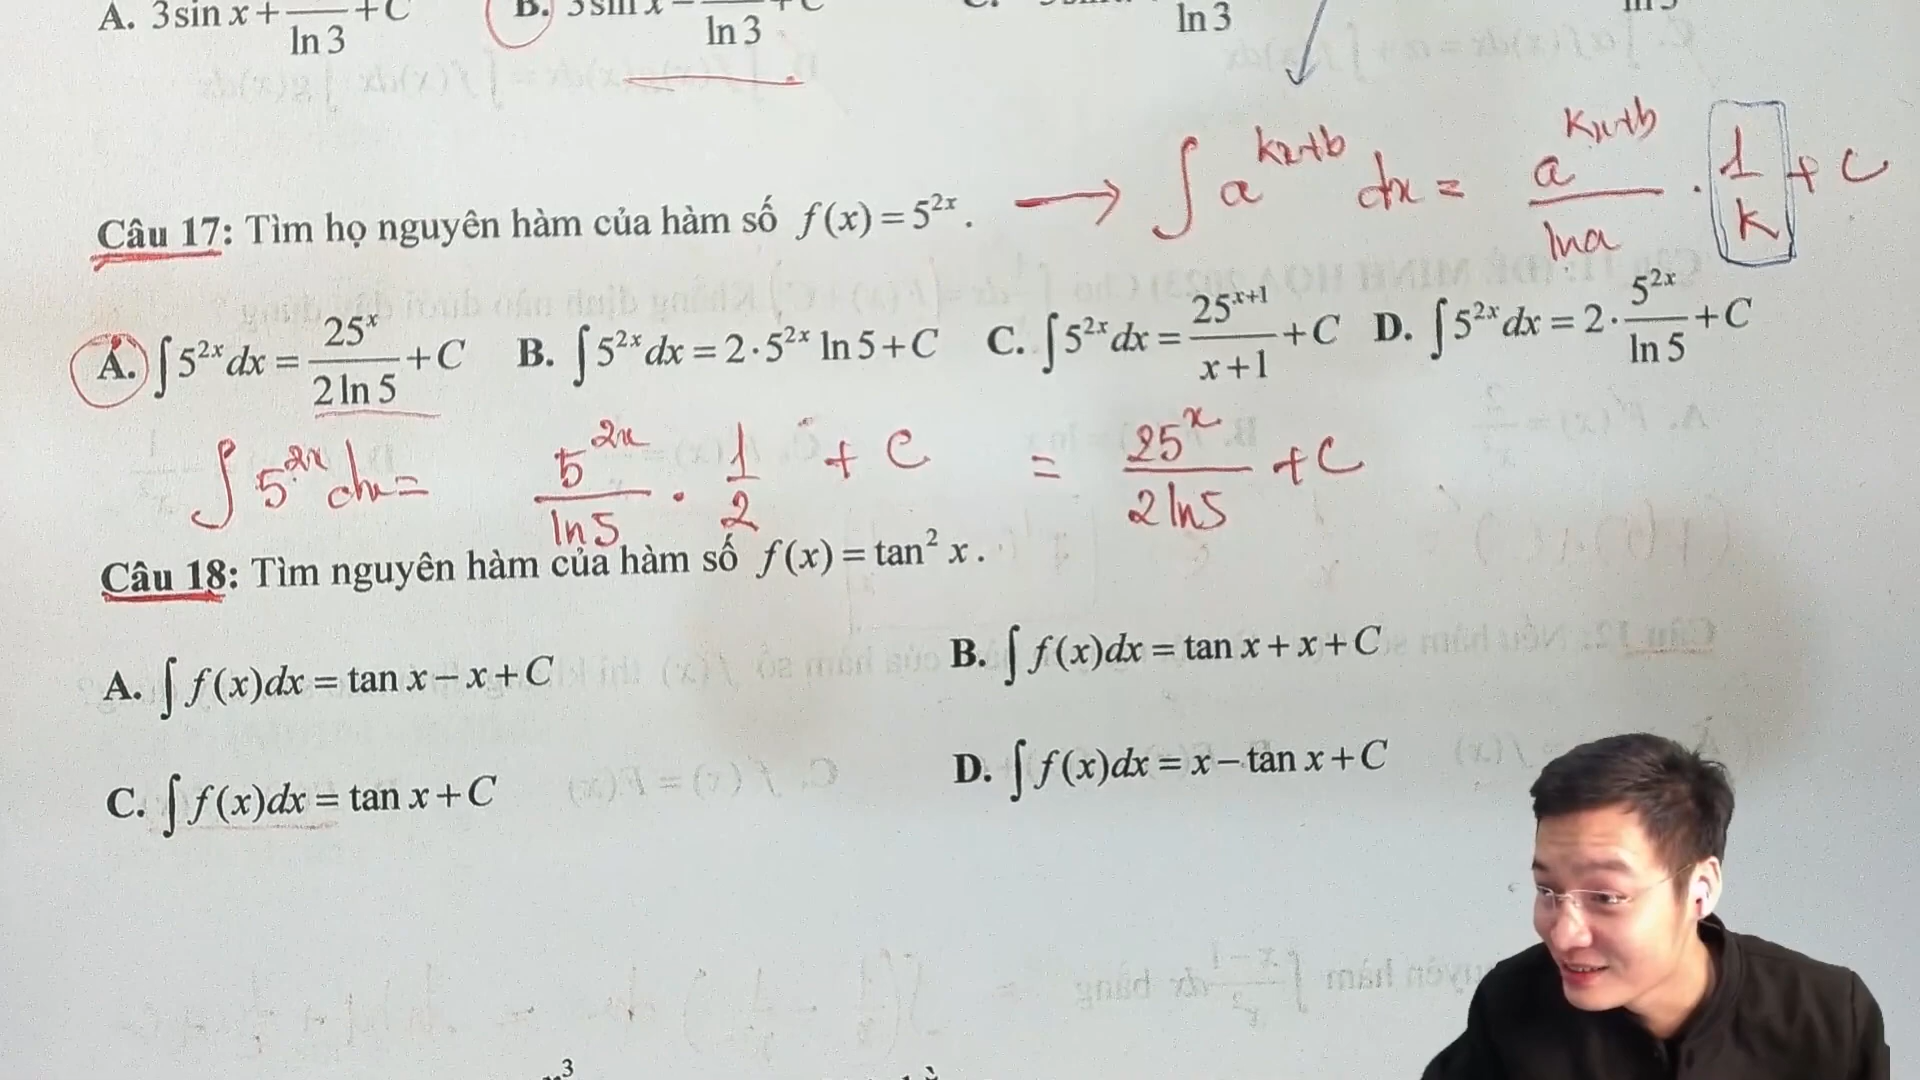 A. 3sin x + ln 3 + C B. 3sin x − ln 3 + C C. ln 3
∫ a^(kx+b) dx = a^(kx+b)/ln a · 1/k + C
Câu 17: Tìm họ nguyên hàm của hàm số f(x) = 5^(2x).
A. ∫ 5^(2x) dx = 25^x/(2 ln 5) + C B. ∫ 5^(2x) dx = 2·5^(2x) ln 5 + C C. ∫ 5^(2x) dx = 25^(x+1)/(x+1) + C D. ∫ 5^(2x) dx = 2·5^(2x)/ln 5 + C
∫ 5^(2x) dx = 5^(2x)/ln5 · 1/2 + C = 25^x/(2 ln5) + C
Câu 18: Tìm nguyên hàm của hàm số f(x) = tan² x.
A. ∫ f(x)dx = tan x − x + C B. ∫ f(x)dx = tan x + x + C
C. ∫ f(x)dx = tan x + C D. ∫ f(x)dx = x − tan x + C